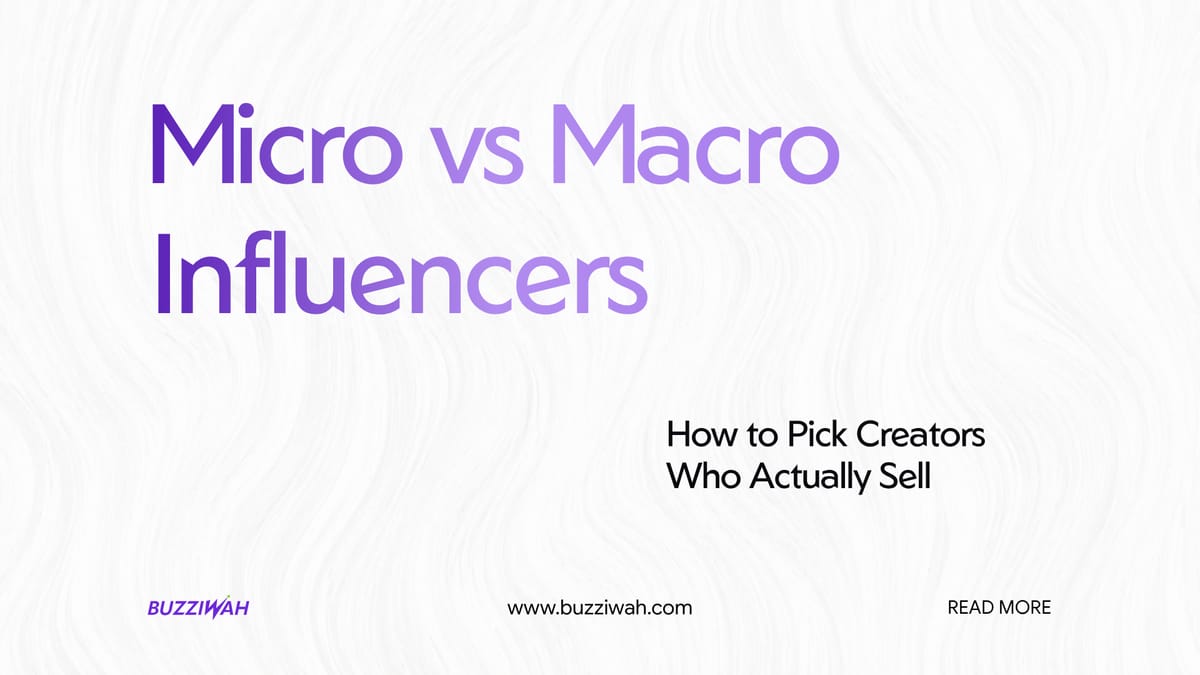 Micro vs Macro
Influencers
How to Pick Creators
Who Actually Sell
BUZZIWAH
www.buzziwah.com
READ MORE